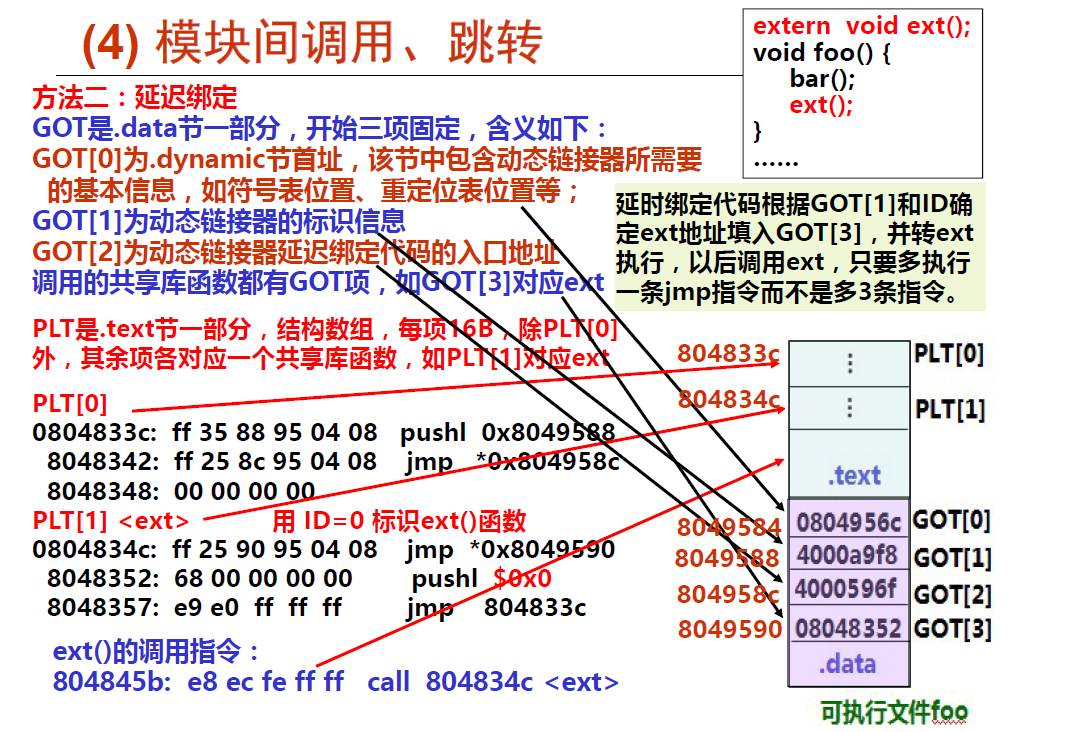 (4) 模块间调用、跳转
extern void ext();
void foo() {
bar();
ext();
}
......
方法二：延迟绑定
GOT是.data节一部分，开始三项固定，含义如下：
GOT[0]为.dynamic节首址，该节中包含动态链接器所需要
的基本信息，如符号表位置、重定位表位置等；
GOT[1]为动态链接器的标识信息
GOT[2]为动态链接器延迟绑定代码的入口地址
调用的共享库函数都有GOT项，如GOT[3]对应ext
延时绑定代码根据GOT[1]和ID确
定ext地址填入GOT[3]，并转ext
执行，以后调用ext，只要多执行
一条jmp指令而不是多3条指令。
PLT是.text节一部分，结构数组，每项16B，除PLT[0]
外，其余项各对应一个共享库函数，如PLT[1]对应ext
PLT[0]
0804833c: ff 35 88 95 04 08 pushl 0x8049588
8048342: ff 25 8c 95 04 08 jmp *0x804958c
8048348: 00 00 00 00
PLT[1] <ext> 用 ID=0 标识ext()函数
0804834c: ff 25 90 95 04 08 jmp *0x8049590
8048352: 68 00 00 00 00 pushl $0x0
8048357: e9 e0 ff ff ff jmp 804833c
ext()的调用指令：
804845b: e8 ec fe ff ff call 804834c <ext>
804833c ⋮ PLT[0]
804834c ⋮ PLT[1]
.text
8049584 0804956c GOT[0]
8049588 4000a9f8 GOT[1]
804958c 4000596f GOT[2]
8049590 08048352 GOT[3]
.data
可执行文件foo